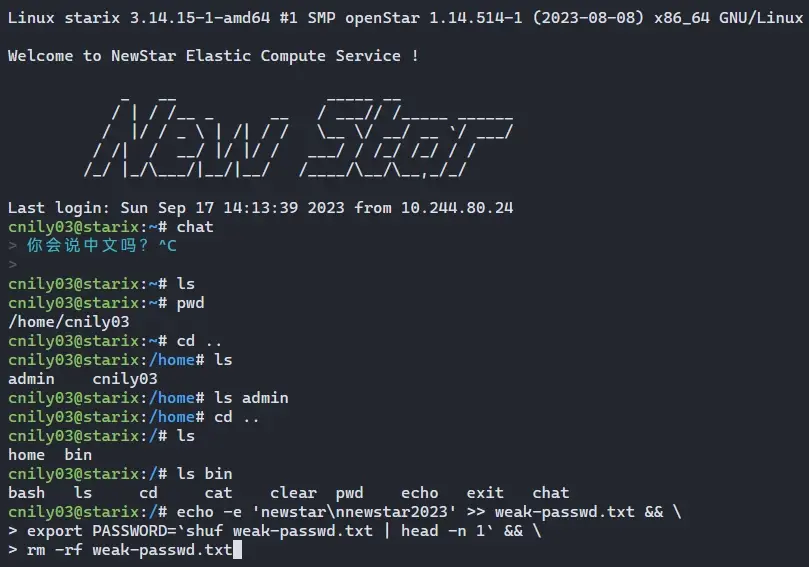 Linux starix 3.14.15-1-amd64 #1 SMP openStar 1.14.514-1 (2023-08-08) x86_64 GNU/Linux
Welcome to NewStar Elastic Compute Service !
New Star
Last login: Sun Sep 17 14:13:39 2023 from 10.244.80.24
cnily03@starix:~# chat
> 你会说中文吗? ^C
>
cnily03@starix:~# ls
cnily03@starix:~# pwd
/home/cnily03
cnily03@starix:~# cd ..
cnily03@starix:/home# ls
admin    cnily03
cnily03@starix:/home# ls admin
cnily03@starix:/home# cd ..
cnily03@starix:/# ls
home  bin
cnily03@starix:/# ls bin
bash   ls     cd     cat    clear  pwd    echo   exit   chat
cnily03@starix:/# echo -e 'newstar\nnewstar2023' >> weak-passwd.txt && \
> export PASSWORD=`shuf weak-passwd.txt | head -n 1` && \
> rm -rf weak-passwd.txt